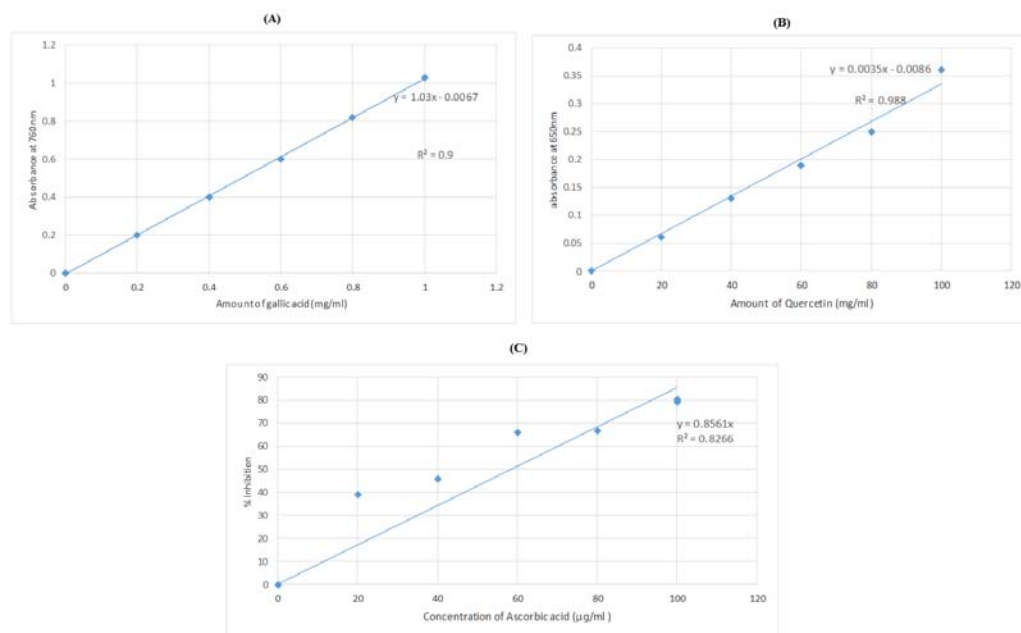 (A)
1.2
1
0.8
0.6
0.4
0.2
0
0 0.2 0.4 0.6 0.8 1 1.2
Absorbance at 760nm
Amount of gallic acid (mg/ml)
y = 1.03x - 0.0067
R² = 0.9
(B)
0.4
0.35
0.3
0.25
0.2
0.15
0.1
0.05
0
0 20 40 60 80 100 120
absorbance at 650nm
Amount of Quercetin (mg/ml)
y = 0.0035x - 0.0086
R² = 0.988
(C)
90
80
70
60
50
40
30
20
10
0
0 20 40 60 80 100 120
% Inhibition
Concentration of Ascorbic acid (µg/ml )
y = 0.8561x
R² = 0.8266